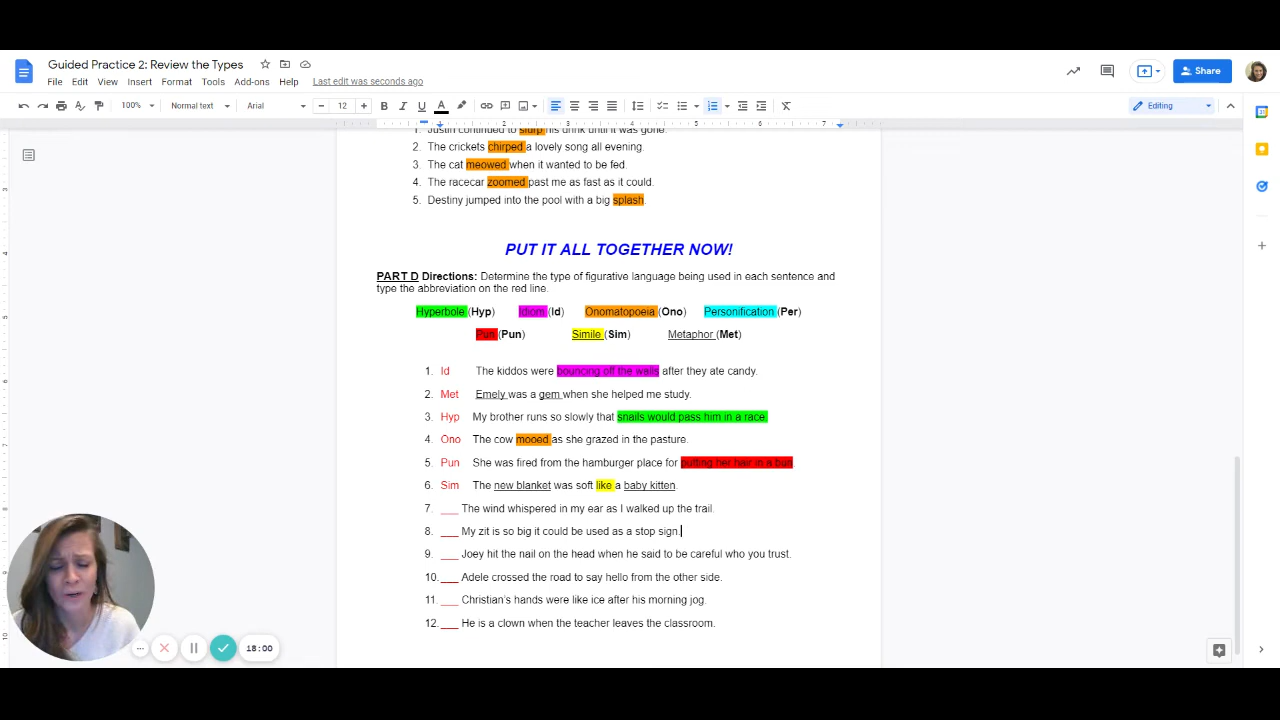 Guided Practice 2: Review the Types
File Edit View Insert Format Tools Add-ons Help Last edit was seconds ago
Share
100% Normal text Arial 12 B I U A Editing
1 2 3 4 5 6 7
1. Justin continued to slurp his drink until it was gone.
2. The crickets chirped a lovely song all evening.
3. The cat meowed when it wanted to be fed.
4. The racecar zoomed past me as fast as it could.
5. Destiny jumped into the pool with a big splash.
PUT IT ALL TOGETHER NOW!
PART D Directions: Determine the type of figurative language being used in each sentence and
type the abbreviation on the red line.
Hyperbole (Hyp) Idiom (Id) Onomatopoeia (Ono) Personification (Per)
Pun (Pun) Simile (Sim) Metaphor (Met)
1. Id The kiddos were bouncing off the walls after they ate candy.
2. Met Emely was a gem when she helped me study.
3. Hyp My brother runs so slowly that snails would pass him in a race.
4. Ono The cow mooed as she grazed in the pasture.
5. Pun She was fired from the hamburger place for putting her hair in a bun
6. Sim The new blanket was soft like a baby kitten.
7. ___ The wind whispered in my ear as I walked up the trail.
8. ___ My zit is so big it could be used as a stop sign.
9. ___ Joey hit the nail on the head when he said to be careful who you trust.
10. ___ Adele crossed the road to say hello from the other side.
11. ___ Christian's hands were like ice after his morning jog.
12. ___ He is a clown when the teacher leaves the classroom.
18:00